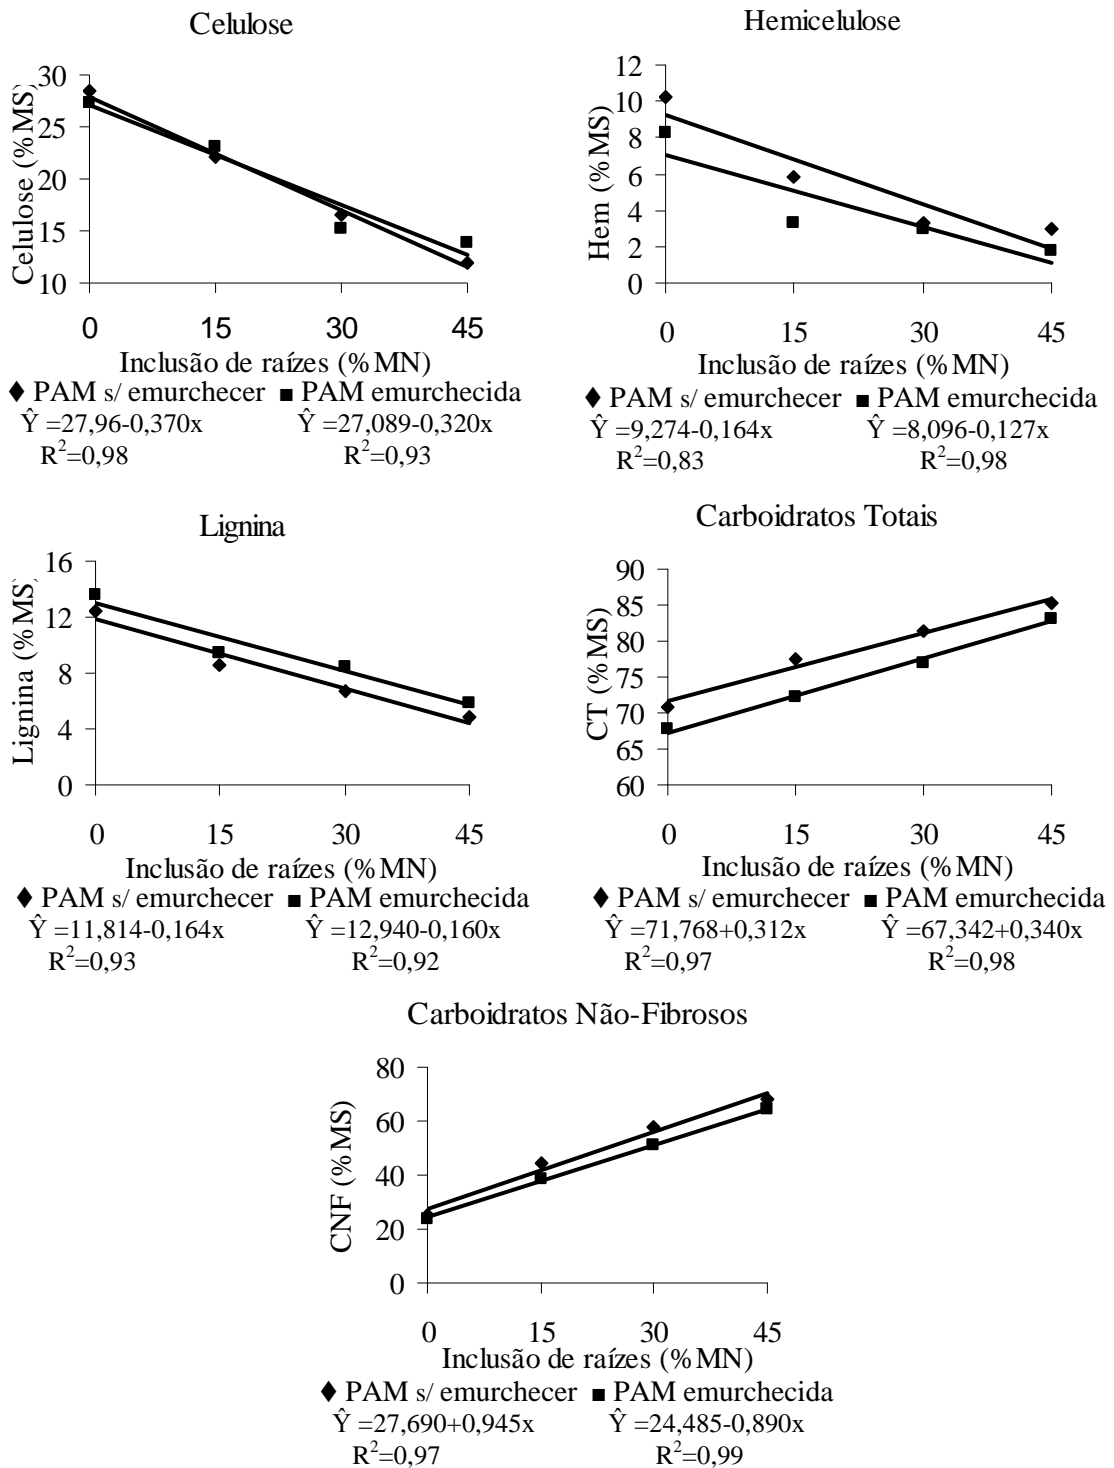 Celulose
Celulose (%MS)
30
25
20
15
10
0 15 30 45
Inclusão de raízes (%MN)
PAM s/ emurchecer PAM emurchecida
Ŷ =27,96-0,370x Ŷ =27,089-0,320x
R²=0,98 R²=0,93
Hemicelulose
Hem (%MS)
12
10
8
6
4
2
0
0 15 30 45
Inclusão de raízes (%MN)
PAM s/ emurchecer PAM emurchecida
Ŷ =9,274-0,164x Ŷ =8,096-0,127x
R²=0,83 R²=0,98
Lignina
Lignina (%MS)
16
12
8
4
0
0 15 30 45
Inclusão de raízes (%MN)
PAM s/ emurchecer PAM emurchecida
Ŷ =11,814-0,164x Ŷ =12,940-0,160x
R²=0,93 R²=0,92
Carboidratos Totais
CT (%MS)
90
85
80
75
70
65
60
0 15 30 45
Inclusão de raízes (%MN)
PAM s/ emurchecer PAM emurchecida
Ŷ =71,768+0,312x Ŷ =67,342+0,340x
R²=0,97 R²=0,98
Carboidratos Não-Fibrosos
CNF (%MS)
80
60
40
20
0
0 15 30 45
Inclusão de raízes (%MN)
PAM s/ emurchecer PAM emurchecida
Ŷ =27,690+0,945x Ŷ =24,485-0,890x
R²=0,97 R²=0,99